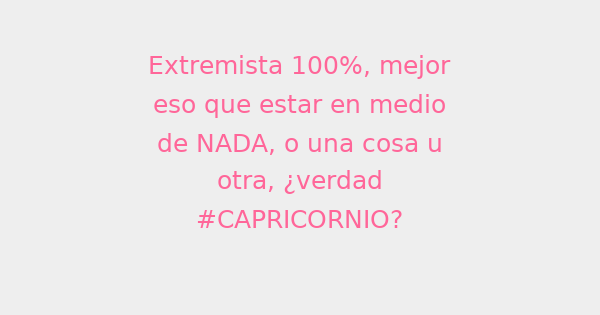 Extremista 100%, mejor
eso que estar en medio
de NADA, o una cosa u
otra, ¿verdad
#CAPRICORNIO?